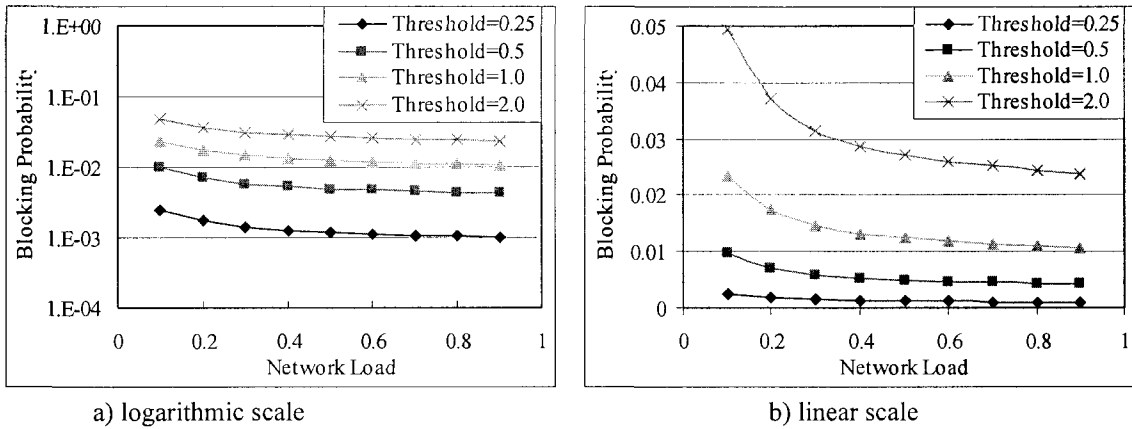 1.E+00
1.E-01
1.E-02
1.E-03
1.E-04
Blocking Probability
0
0.2
0.4
0.6
0.8
1
Network Load
Threshold=0.25
Threshold=0.5
Threshold=1.0
Threshold=2.0
a) logarithmic scale
0.05
0.04
0.03
0.02
0.01
0
Blocking Probability
0
0.2
0.4
0.6
0.8
1
Network Load
Threshold=0.25
Threshold=0.5
Threshold=1.0
Threshold=2.0
b) linear scale